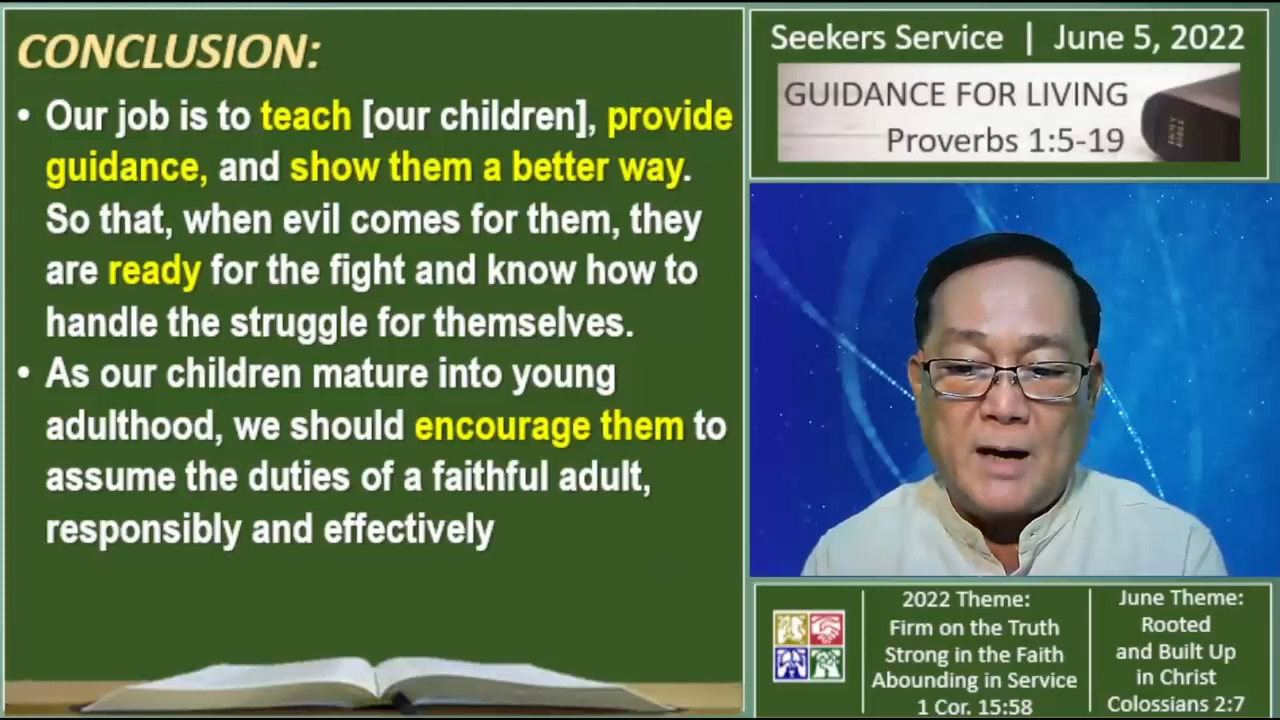 CONCLUSION:
• Our job is to teach [our children], provide
guidance, and show them a better way.
So that, when evil comes for them, they
are ready for the fight and know how to
handle the struggle for themselves.
• As our children mature into young
adulthood, we should encourage them to
assume the duties of a faithful adult,
responsibly and effectively
Seekers Service | June 5, 2022
GUIDANCE FOR LIVING
Proverbs 1:5-19
HOLY
BIBLE
2022 Theme:
Firm on the Truth
Strong in the Faith
Abounding in Service
1 Cor. 15:58
June Theme:
Rooted
and Built Up
in Christ
Colossians 2:7